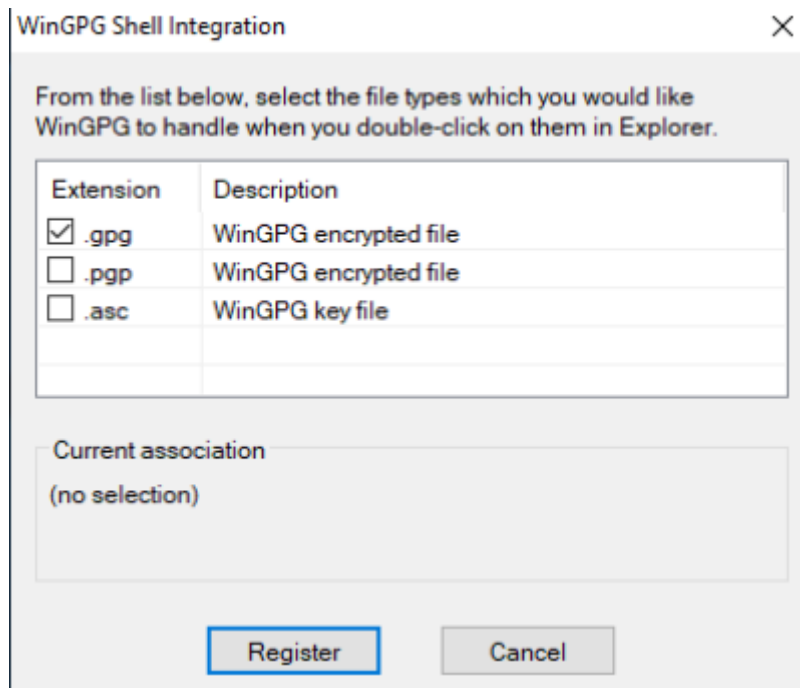 WinGPG Shell Integration
From the list below, select the file types which you would like
WinGPG to handle when you double-click on them in Explorer.
Extension Description
.gpg WinGPG encrypted file
.pgp WinGPG encrypted file
.asc WinGPG key file
Current association
(no selection)
Register Cancel